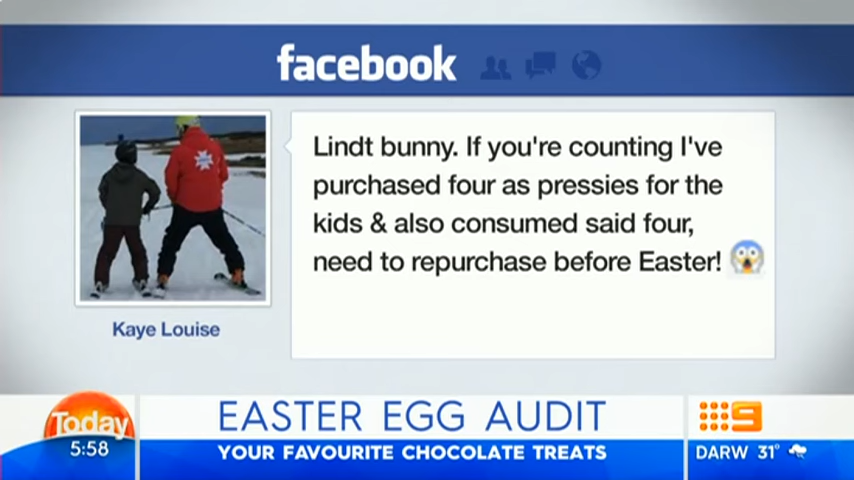 facebook
Lindt bunny. If you're counting I've
purchased four as pressies for the
kids & also consumed said four,
need to repurchase before Easter! 😱
Kaye Louise
Today
5:58
EASTER EGG AUDIT
YOUR FAVOURITE CHOCOLATE TREATS
9
DARW 31°